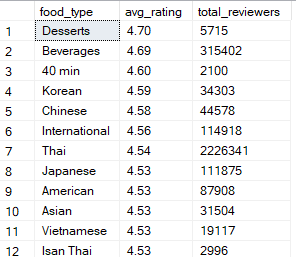 food_type avg_rating total_reviewers
1 Desserts 4.70 5715
2 Beverages 4.69 315402
3 40 min 4.60 2100
4 Korean 4.59 34303
5 Chinese 4.58 44578
6 International 4.56 114918
7 Thai 4.54 2226341
8 Japanese 4.53 111875
9 American 4.53 87908
10 Asian 4.53 31504
11 Vietnamese 4.53 19117
12 Isan Thai 4.53 2996